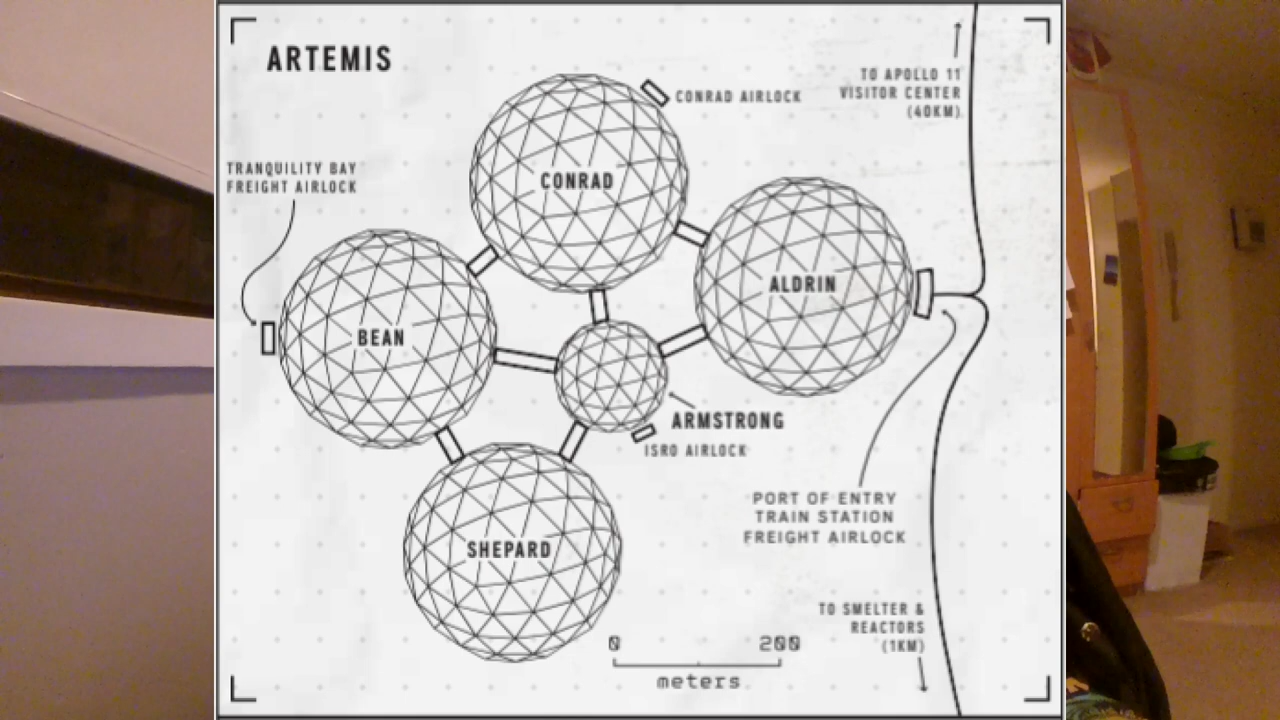 ARTEMIS
TO APOLLO 11
VISITOR CENTER
(40KM)
CONRAD AIRLOCK
TRANQUILITY BAY
FREIGHT AIRLOCK
CONRAD
ALDRIN
BEAN
ARMSTRONG
ISRO AIRLOCK
PORT OF ENTRY
TRAIN STATION
FREIGHT AIRLOCK
SHEPARD
TO SMELTER &
REACTORS
(1KM)
0 200
meters